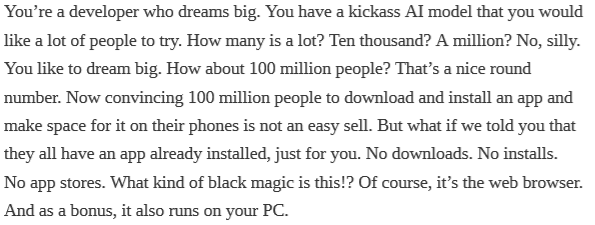 You’re a developer who dreams big. You have a kickass AI model that you would
like a lot of people to try. How many is a lot? Ten thousand? A million? No, silly.
You like to dream big. How about 100 million people? That’s a nice round
number. Now convincing 100 million people to download and install an app and
make space for it on their phones is not an easy sell. But what if we told you that
they all have an app already installed, just for you. No downloads. No installs.
No app stores. What kind of black magic is this!? Of course, it’s the web browser.
And as a bonus, it also runs on your PC.